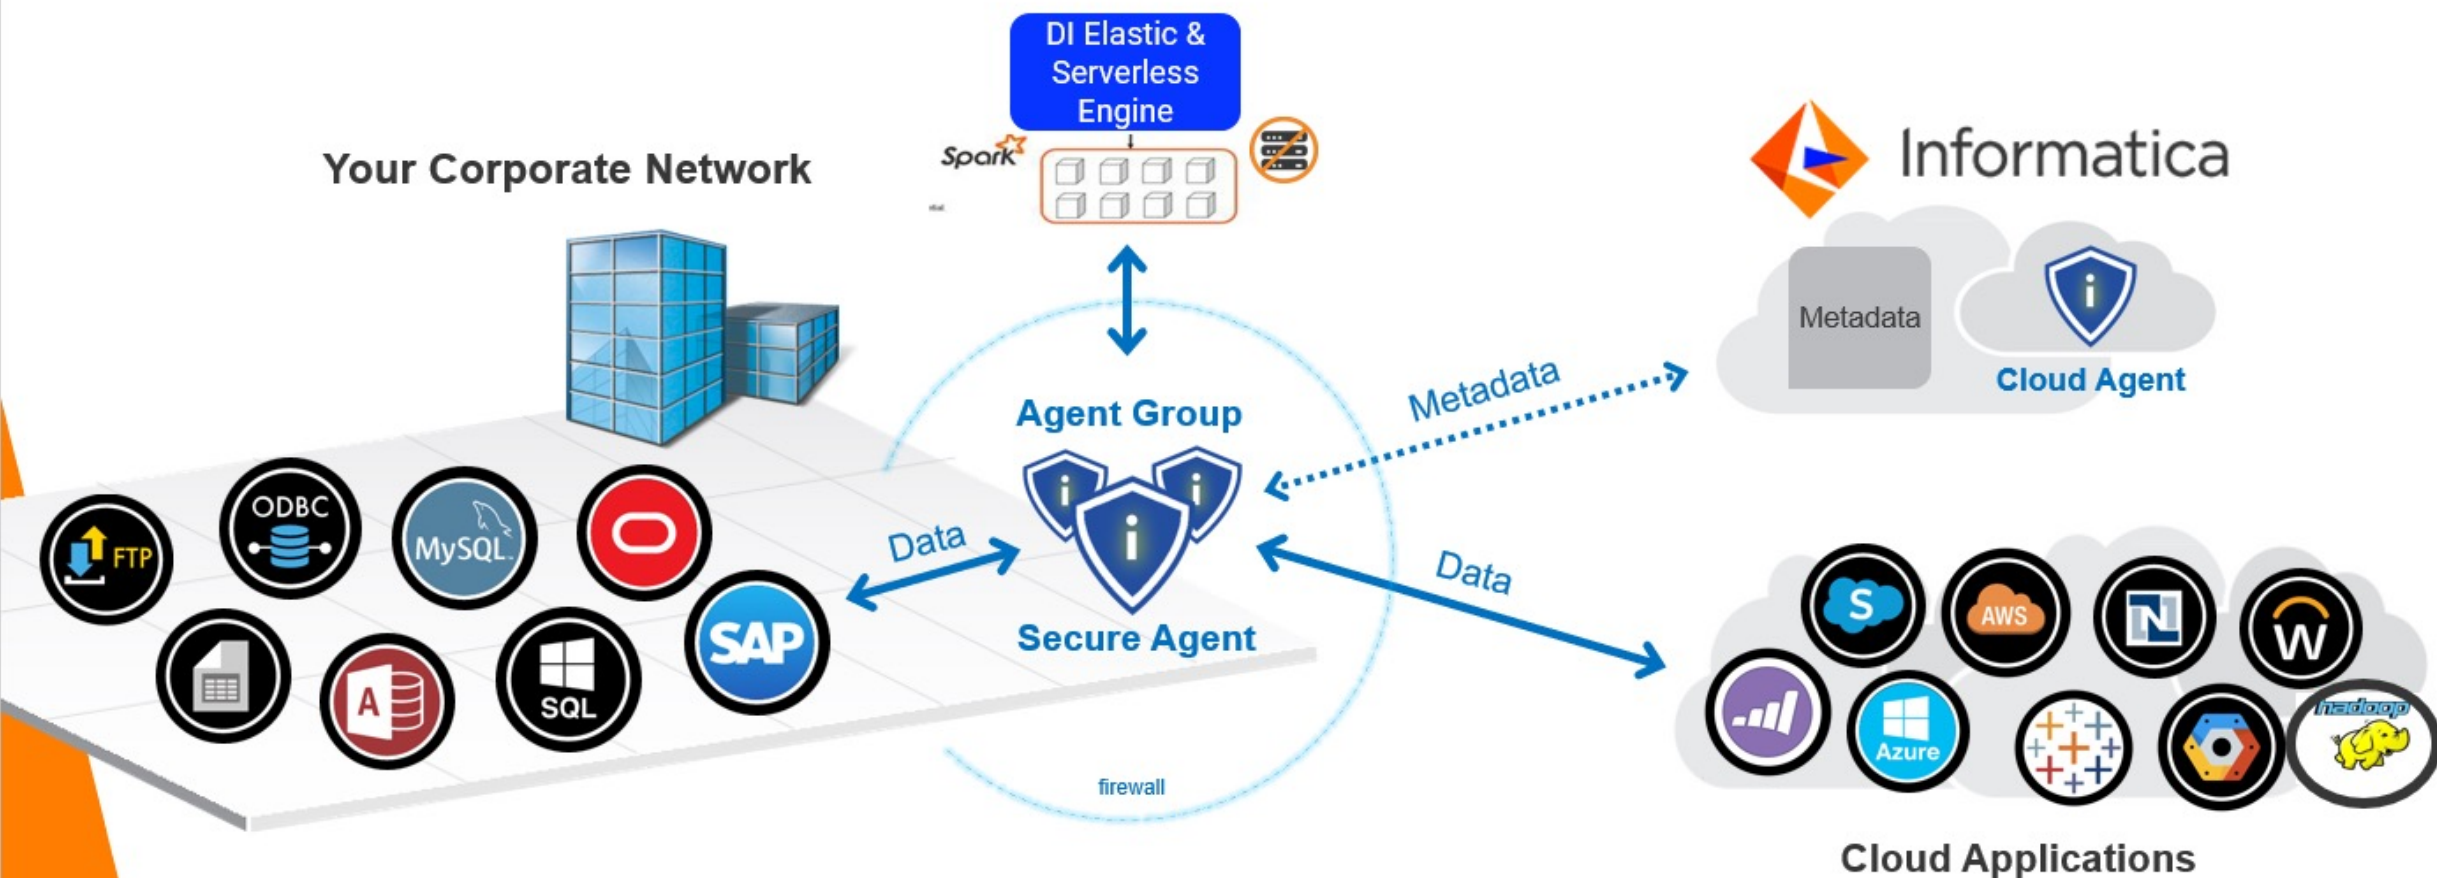 DI Elastic &
Serverless
Engine
Spark
Your Corporate Network
Informatica
Metadata
Cloud Agent
Metadata
Agent Group
i
i
i
i
Secure Agent
Data
Data
firewall
FTP
ODBC
MySQL
A
SQL
SAP
S
AWS
N
W
Azure
hadoop
Cloud Applications